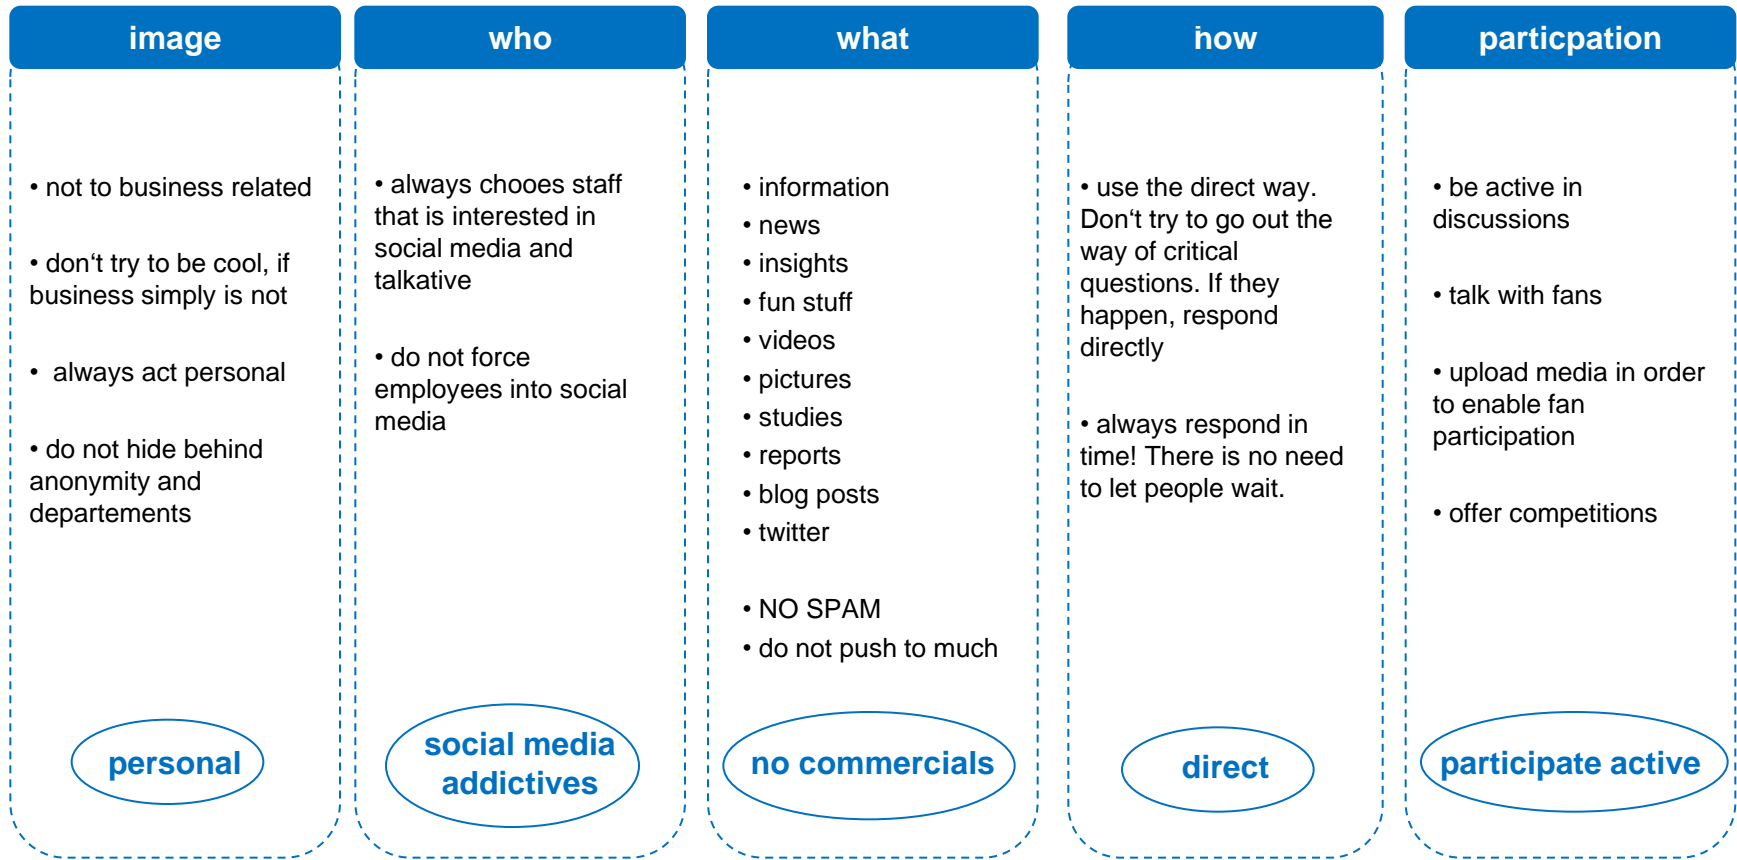 image
• not to business related
• don‘t try to be cool, if
business simply is not
• always act personal
• do not hide behind
anonymity and
departements
personal
who
• always chooes staff
that is interested in
social media and
talkative
• do not force
employees into social
media
social media
addictives
what
• information
• news
• insights
• fun stuff
• videos
• pictures
• studies
• reports
• blog posts
• twitter
• NO SPAM
• do not push to much
no commercials
how
• use the direct way.
Don‘t try to go out the
way of critical
questions. If they
happen, respond
directly
• always respond in
time! There is no need
to let people wait.
direct
particpation
• be active in
discussions
• talk with fans
• upload media in order
to enable fan
participation
• offer competitions
participate active